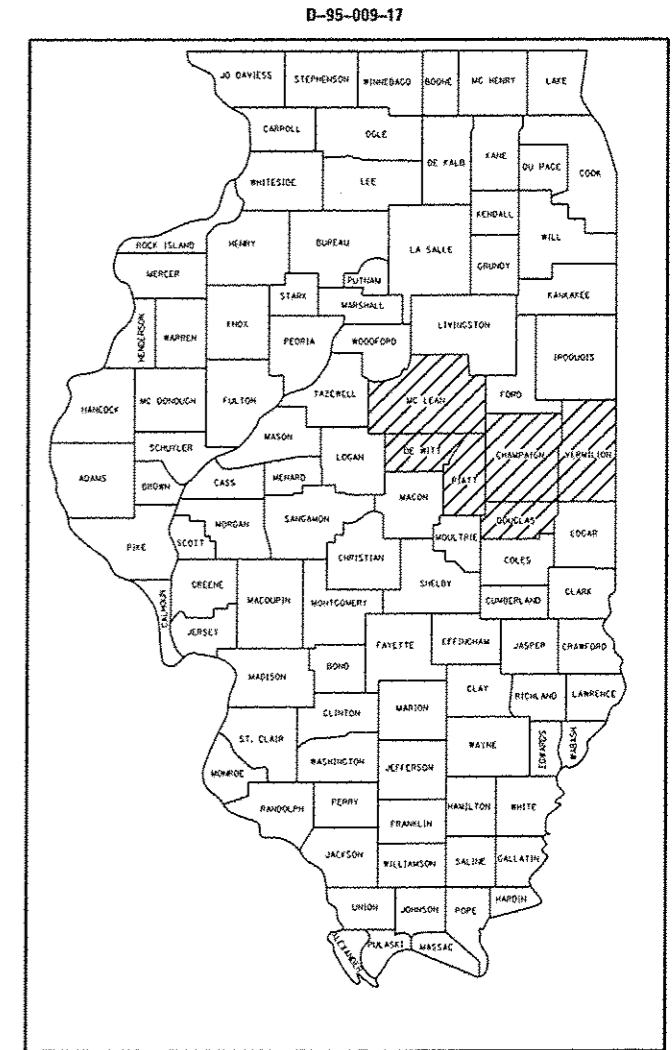 D-95-009-17
JO DAVIESS STEPHENSON WINNEBAGO BOONE MC HENRY LAKE
CARROLL OGLE DE KALB KANE DU PAGE COOK
WHITESIDE LEE KENDALL WILL
ROCK ISLAND HENRY BUREAU LA SALLE GRUNDY
MERCER PUTNAM KANKAKEE
STARK MARSHALL
HENDERSON WARREN KNOX PEORIA WOODFORD LIVINGSTON IROQUOIS
HANCOCK MC DONOUGH FULTON TAZEWELL MC LEAN FORD
MASON
SCHUYLER LOGAN DE WITT CHAMPAIGN VERMILION
ADAMS BROWN CASS MENARD MACON PIATT
MORGAN SANGAMON DOUGLAS
PIKE SCOTT CHRISTIAN MOULTRIE EDGAR
COLES
GREENE MACOUPIN MONTGOMERY SHELBY CUMBERLAND CLARK
CALHOUN JERSEY
FAYETTE EFFINGHAM JASPER CRAWFORD
MADISON BOND
CLAY RICHLAND LAWRENCE
CLINTON MARION
ST. CLAIR WAYNE EDWARDS WABASH
WASHINGTON JEFFERSON
MONROE
RANDOLPH PERRY HAMILTON WHITE
FRANKLIN
JACKSON WILLIAMSON SALINE GALLATIN
UNION JOHNSON POPE HARDIN
ALEXANDER PULASKI MASSAC